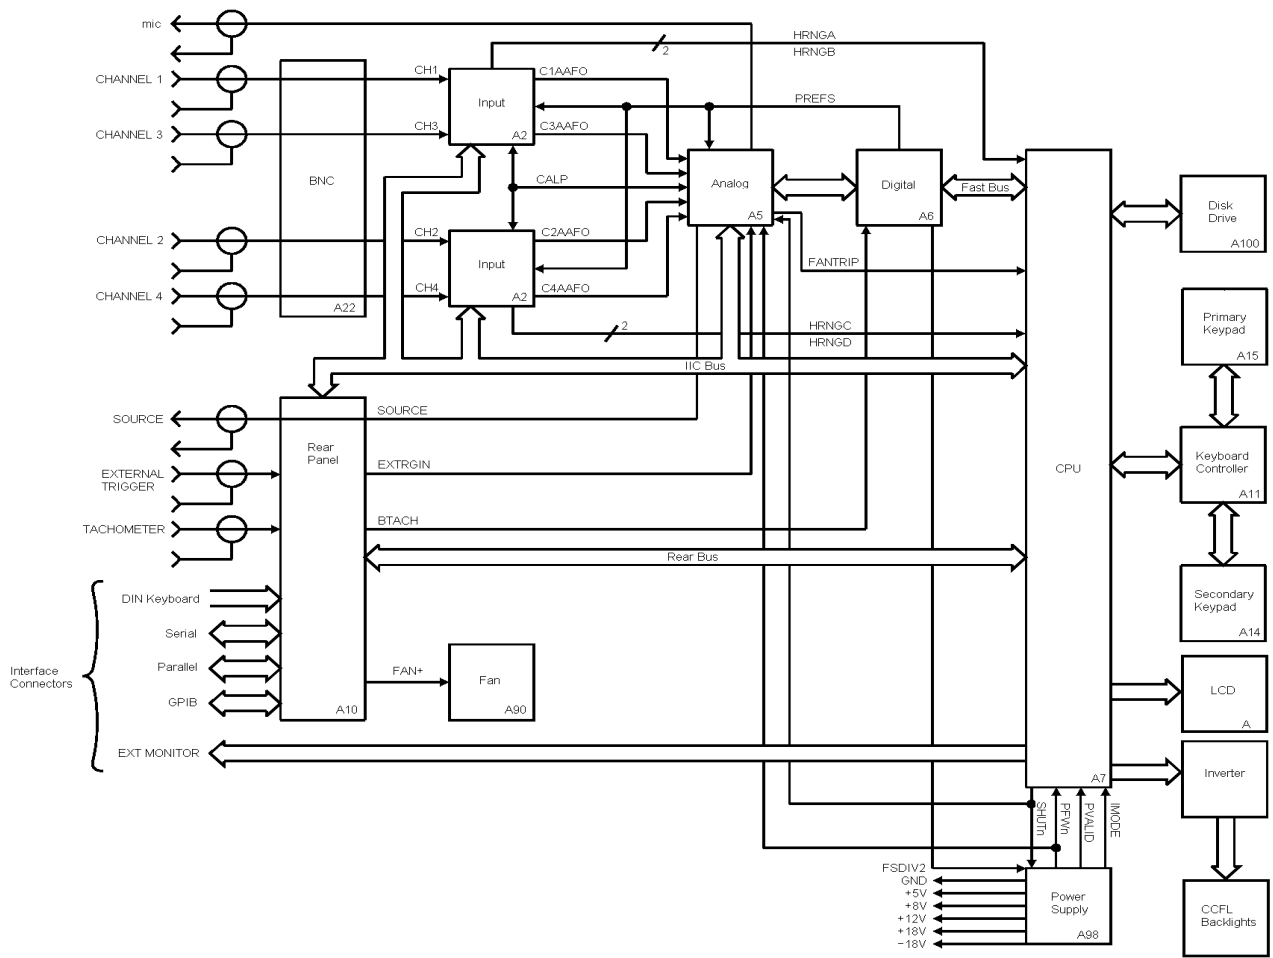 mic
HRNGA
2
HRNGB
CHANNEL 1
CH1
C1AAFO
Input
PREFS
CHANNEL 3
CH3
A2
C3AAFO
BNC
CALP
Analog
A5
Digital
A6
Fast Bus
Disk
Drive
A100
CHANNEL 2
CH2
C2AAFO
Input
FANTRIP
CHANNEL 4
CH4
A2
C4AAFO
A22
2
HRNGC
HRNGD
Primary
Keypad
A15
IIC Bus
SOURCE
SOURCE
Rear
Panel
EXTERNAL
TRIGGER
EXTRGIN
CPU
Keyboard
Controller
A11
TACHOMETER
BTACH
Rear Bus
DIN Keyboard
Serial
Parallel
GPIB
Interface
Connectors
EXT MONITOR
A10
FAN+
Fan
A90
Secondary
Keypad
A14
LCD
A
Inverter
A7
SHUTn
PFWn
PVALID
IMODE
FSDIV2
GND
+5V
+8V
+12V
+18V
−18V
Power
Supply
A98
CCFL
Backlights